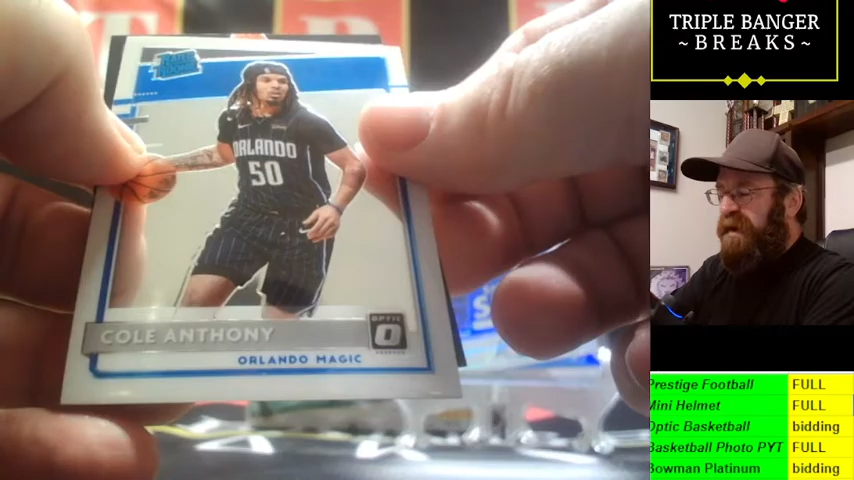 TRIPLE BANGER
~ B R E A K S ~
RATED
ROOKIE
ORLANDO
50
COLE ANTHONY
OPTIC
ORLANDO MAGIC
Prestige Football FULL
Mini Helmet FULL
Optic Basketball bidding
Basketball Photo PYT FULL
Bowman Platinum bidding